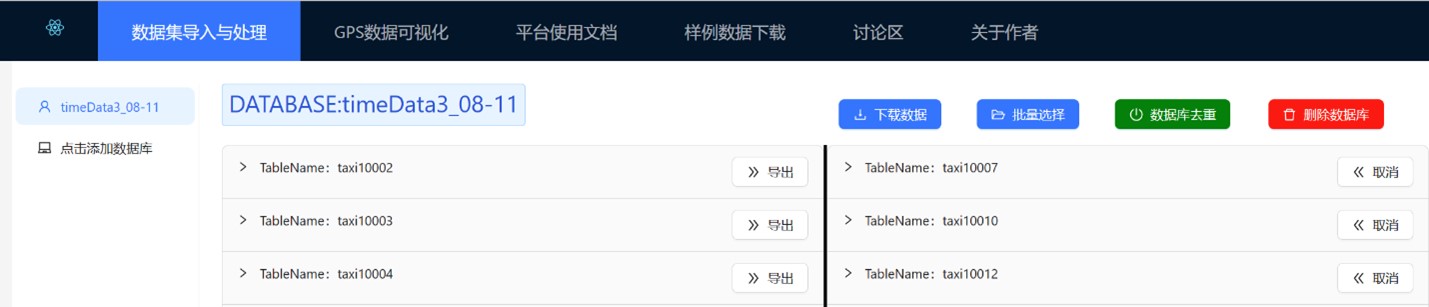 数据集导入与处理 GPS数据可视化 平台使用文档 样例数据下载 讨论区 关于作者
timeData3_08-11
点击添加数据库
DATABASE:timeData3_08-11
下载数据 批量选择 数据库去重 删除数据库
TableName：taxi10002 导出 TableName：taxi10007 取消
TableName：taxi10003 导出 TableName：taxi10010 取消
TableName：taxi10004 导出 TableName：taxi10012 取消